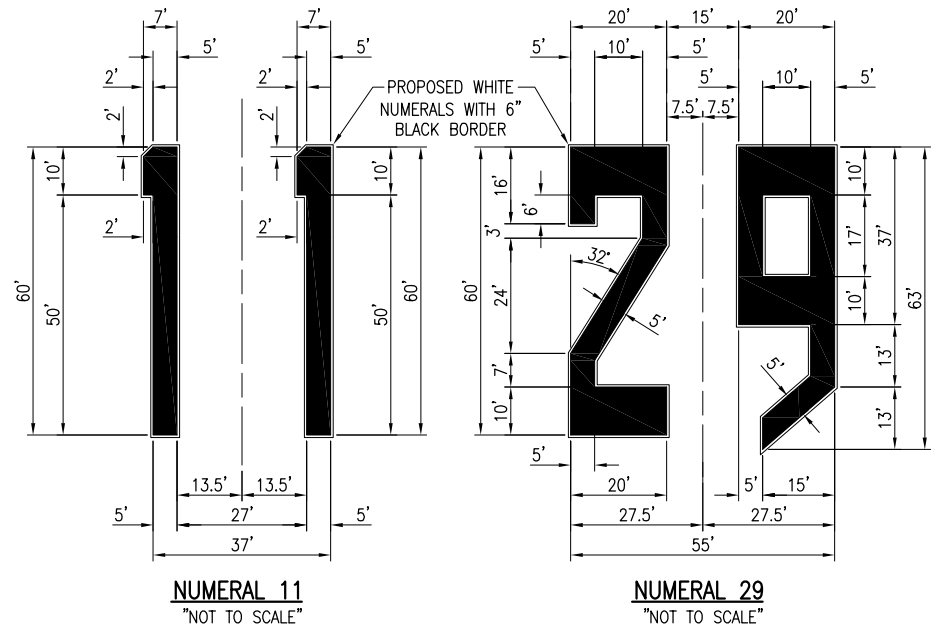 7' 7' 20' 15' 20'
5' 5' 5' 10' 10' 5'
2' 2' 5'
PROPOSED WHITE
NUMERALS WITH 6"
BLACK BORDER
7.5' 7.5'
2' 2'
10' 10' 16' 6' 10'
2' 2' 3' 17' 37'
60' 50' 50' 60' 60' 24' 32° 5' 10' 63'
7' 5' 13'
10' 13'
5' 5' 15'
13.5' 13.5' 20'
5' 27' 5' 27.5' 27.5'
37' 55'
NUMERAL 11
"NOT TO SCALE"
NUMERAL 29
"NOT TO SCALE"